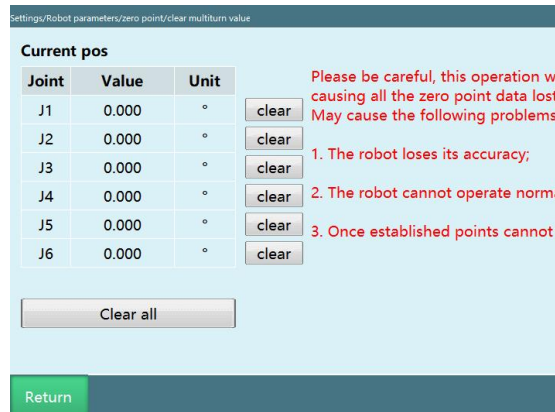 Settings/Robot parameters/zero point/clear multiturn value
Current pos
Joint Value Unit
J1 0.000 ° clear
J2 0.000 ° clear
J3 0.000 ° clear
J4 0.000 ° clear
J5 0.000 ° clear
J6 0.000 ° clear
Please be careful, this operation w
causing all the zero point data lost
May cause the following problems
1. The robot loses its accuracy;
2. The robot cannot operate norma
3. Once established points cannot
Clear all
Return